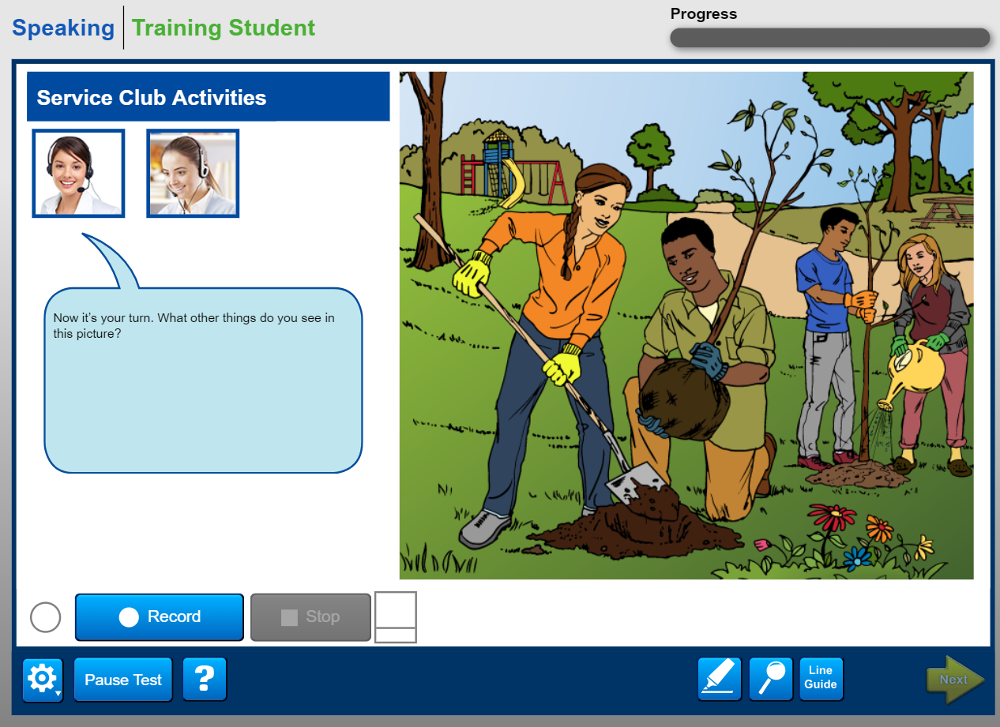 Speaking Training Student
Progress
Service Club Activities
Now it's your turn. What other things do you see in
this picture?
Record
Stop
Pause Test
?
Line
Guide
Next